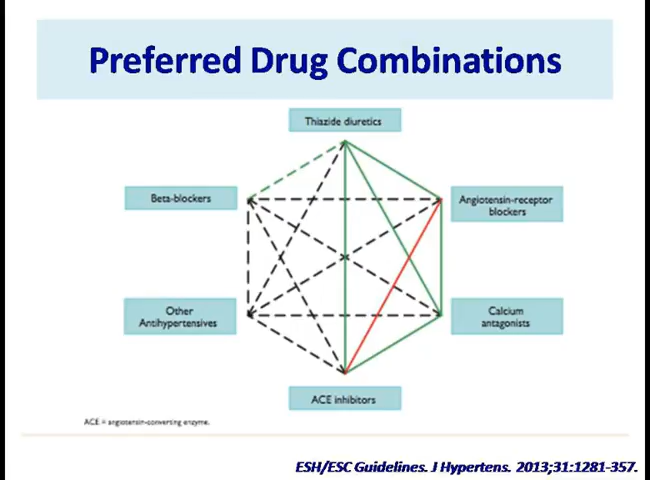 Preferred Drug Combinations
Thiazide diuretics
Beta-blockers
Angiotensin-receptor
blockers
Other
Antihypertensives
Calcium
antagonists
ACE inhibitors
ACE = angiotensin-converting enzyme.
ESH/ESC Guidelines. J Hypertens. 2013;31:1281-357.